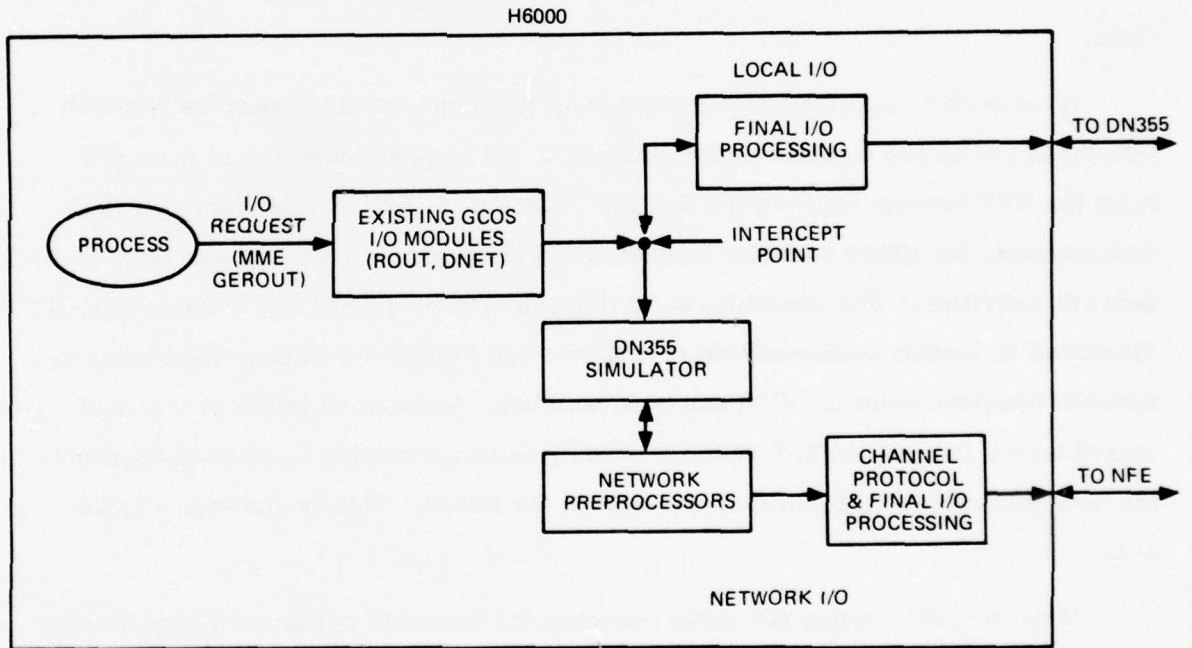 H6000
LOCAL I/O
FINAL I/O
PROCESSING
TO DN355
PROCESS
I/O
REQUEST
(MME
GEROUT)
EXISTING GCOS
I/O MODULES
(ROUT, DNET)
INTERCEPT
POINT
DN355
SIMULATOR
NETWORK
PREPROCESSORS
CHANNEL
PROTOCOL
& FINAL I/O
PROCESSING
TO NFE
NETWORK I/O